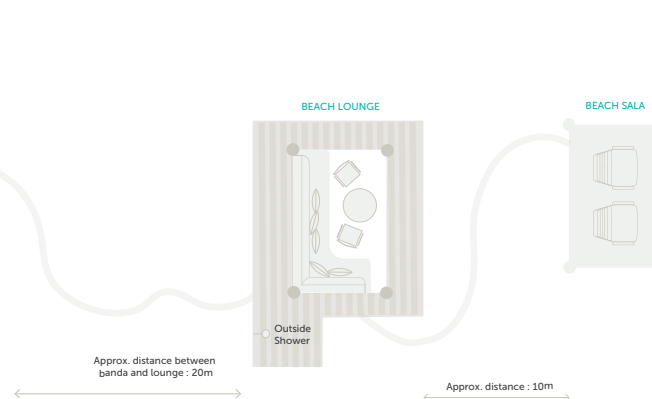 BEACH LOUNGE
BEACH SALA
Outside
Shower
Approx. distance between
banda and lounge : 20m
Approx. distance : 10m